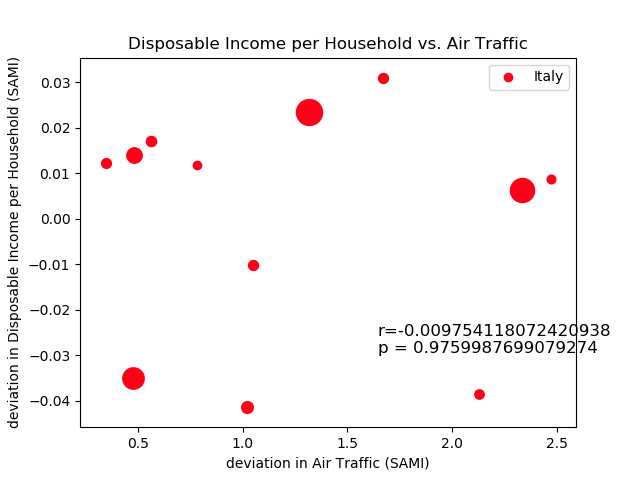 Disposable Income per Household vs. Air Traffic
Italy
deviation in Disposable Income per Household (SAMI)
0.03
0.02
0.01
0.00
−0.01
−0.02
−0.03
−0.04
r=-0.009754118072420938
p = 0.9759987699079274
0.5
1.0
1.5
2.0
2.5
deviation in Air Traffic (SAMI)